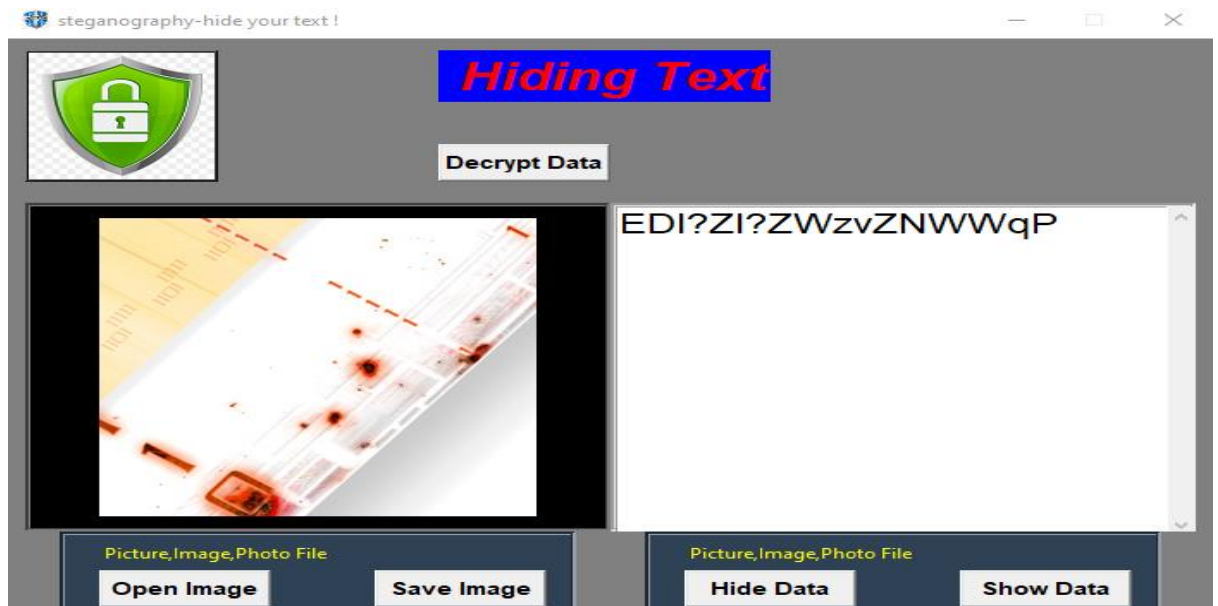 steganography-hide your text !
Hiding Text
Decrypt Data
EDI?ZI?ZWzvZNWWqP
Picture,Image,Photo File
Open Image
Save Image
Picture,Image,Photo File
Hide Data
Show Data